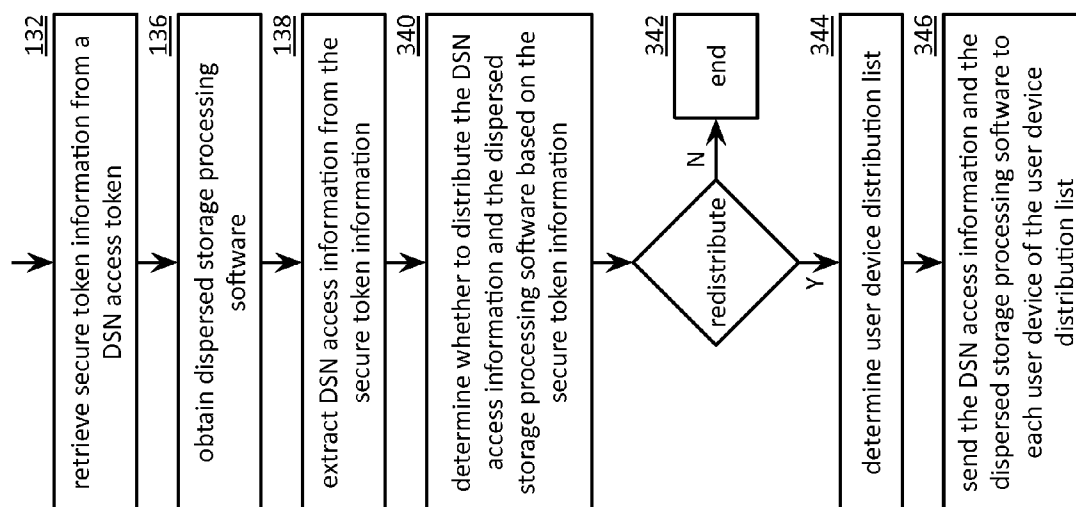 132
retrieve secure token information from a
DSN access token
136
obtain dispersed storage processing
software
138
extract DSN access information from the
secure token information
340
determine whether to distribute the DSN
access information and the dispersed
storage processing software based on the
secure token information
342
redistribute
N
end
Y
344
determine user device distribution list
346
send the DSN access information and the
dispersed storage processing software to
each user device of the user device
distribution list